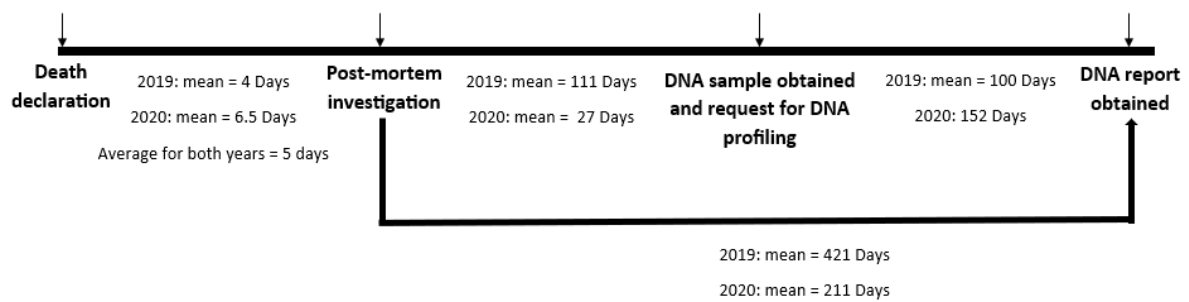 Death
declaration
2019: mean = 4 Days
2020: mean = 6.5 Days
Average for both years = 5 days
Post-mortem
investigation
2019: mean = 111 Days
2020: mean =  27 Days
DNA sample obtained
and request for DNA
profiling
2019: mean = 100 Days
2020: 152 Days
DNA report
obtained
2019: mean = 421 Days
2020: mean = 211 Days